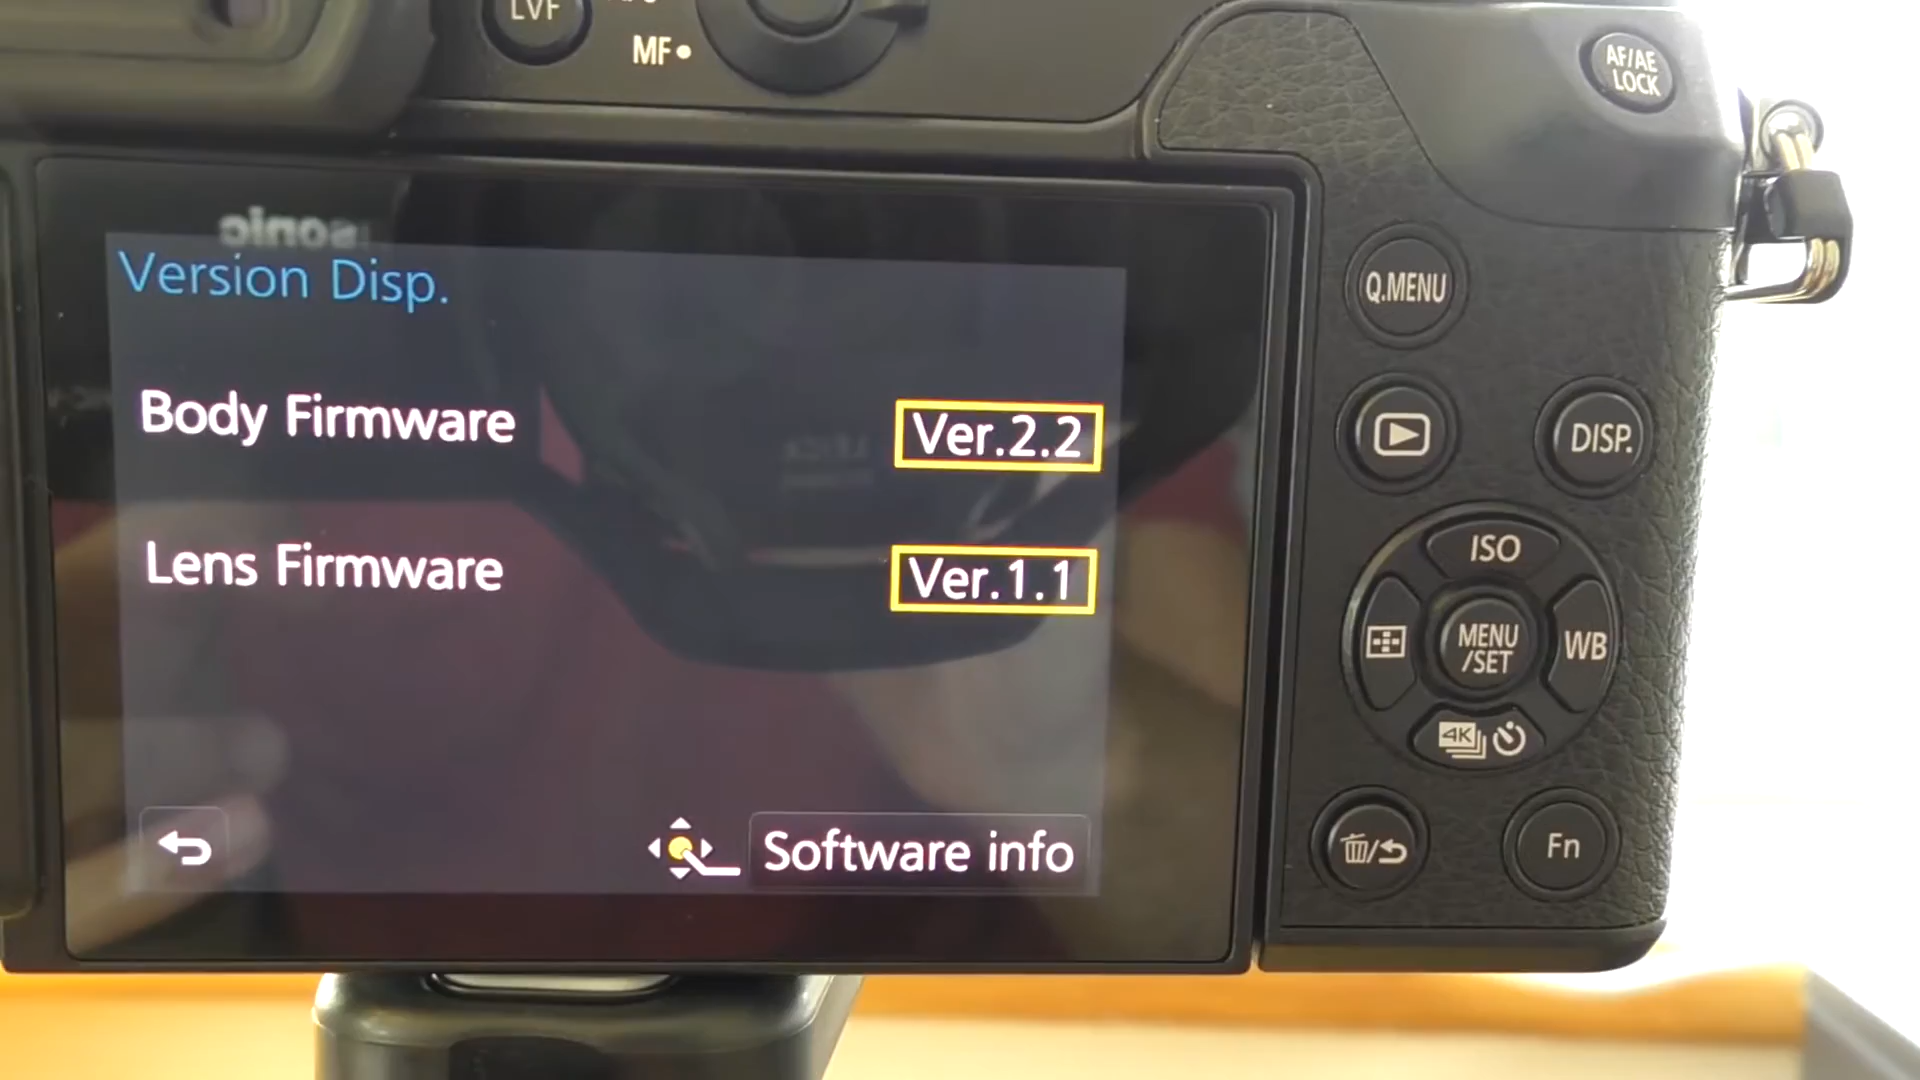 LVF
MF
AF/AE
LOCK
Version Disp.
Q.MENU
Body Firmware Ver.2.2
DISP.
Lens Firmware Ver.1.1
ISO
MENU
/SET
WB
4K
Software info
Fn